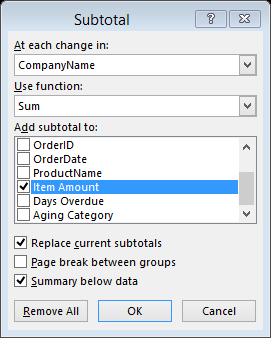 Subtotal
?
At each change in:
CompanyName
Use function:
Sum
Add subtotal to:
OrderID
OrderDate
ProductName
Item Amount
Days Overdue
Aging Category
Replace current subtotals
Page break between groups
Summary below data
Remove All OK Cancel